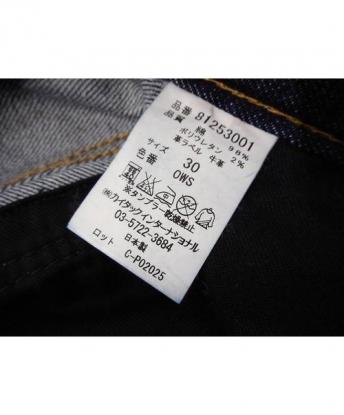 品番 81253001
品質 綿 98%
ポリウレタン 2%
革ラベル 牛革
サイズ 30
色番 OWS
※タンブラー乾燥禁止
㈱カイタックインターナショナル
03-5722-3684
日本製
ロット C-P02025